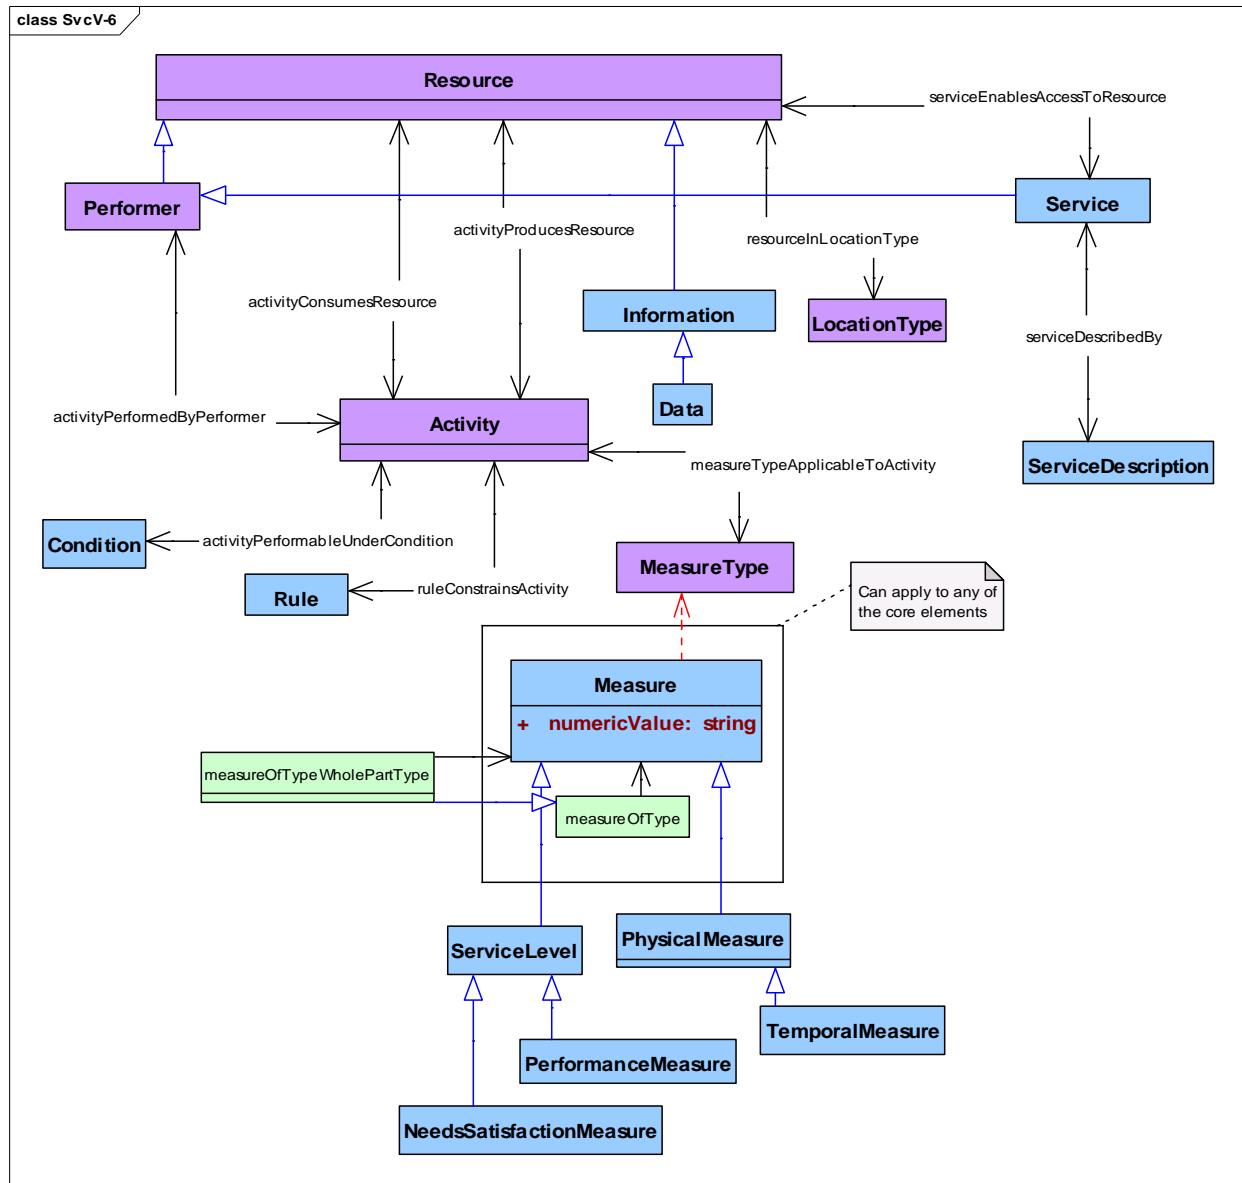 class SvcV-6
Resource
serviceEnablesAccessToResource
Performer
Service
activityProducesResource
resourceInLocationType
activityConsumesResource
Information
LocationType
serviceDescribedBy
Data
activityPerformedByPerformer
Activity
measureTypeApplicableToActivity
ServiceDescription
Condition
activityPerformableUnderCondition
MeasureType
Rule
ruleConstrainsActivity
Can apply to any of
the core elements
Measure
+ numericValue: string
measureOfTypeWholePartType
measureOfType
ServiceLevel
PhysicalMeasure
TemporalMeasure
PerformanceMeasure
NeedsSatisfactionMeasure